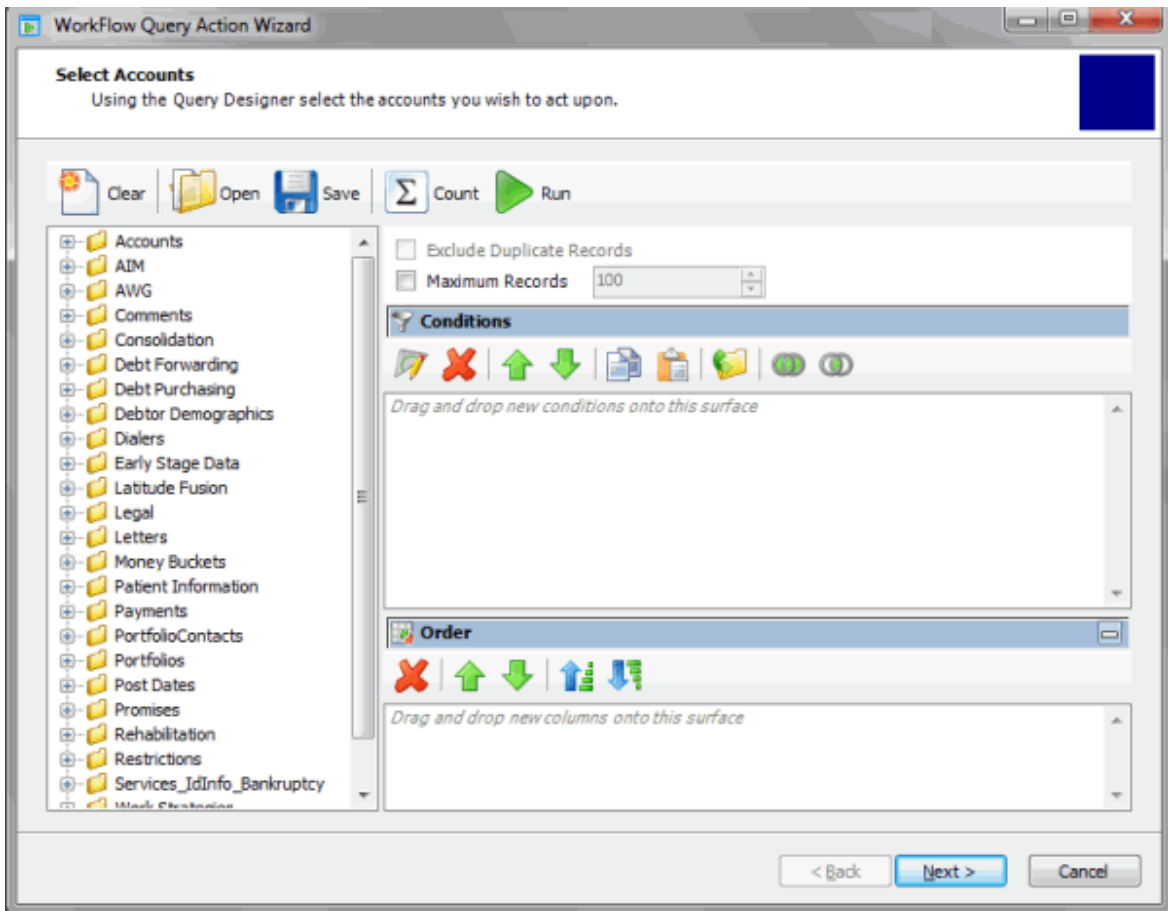 WorkFlow Query Action Wizard
Select Accounts
Using the Query Designer select the accounts you wish to act upon.
Clear Open Save Σ Count Run
Accounts
AIM
AWG
Comments
Consolidation
Debt Forwarding
Debt Purchasing
Debtor Demographics
Dialers
Early Stage Data
Latitude Fusion
Legal
Letters
Money Buckets
Patient Information
Payments
PortfolioContacts
Portfolios
Post Dates
Promises
Rehabilitation
Restrictions
Services_IdInfo_Bankruptcy
Work Strategies
Exclude Duplicate Records
Maximum Records 100
Conditions
Drag and drop new conditions onto this surface
Order
Drag and drop new columns onto this surface
< Back Next > Cancel